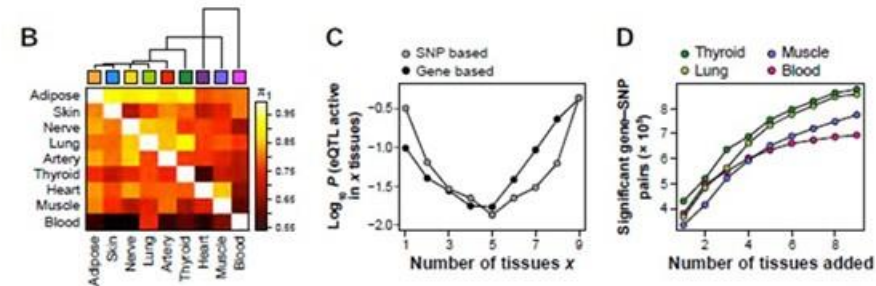 B
π1
Adipose
Skin
Nerve
Lung
Artery
Thyroid
Heart
Muscle
Blood
0.95
0.85
0.75
0.65
0.55
Adipose
Skin
Nerve
Lung
Artery
Thyroid
Heart
Muscle
Blood
C
SNP based
Gene based
Log10 P (eQTL active
in x tissues)
−0.5
−1.0
−1.5
−2.0
1 3 5 7 9
Number of tissues x
D
Thyroid Muscle
Lung Blood
Significant gene–SNP
8
7
6
5
4
2 4 6 8
Number of tissues added